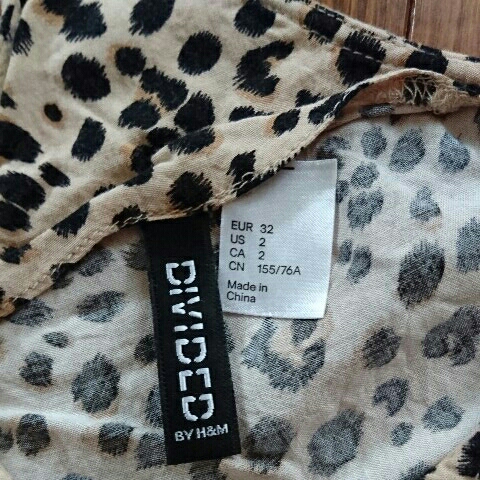 EUR 32
US 2
CA 2
CN 155/76A
Made in
China
DIVIDED
BY H&M